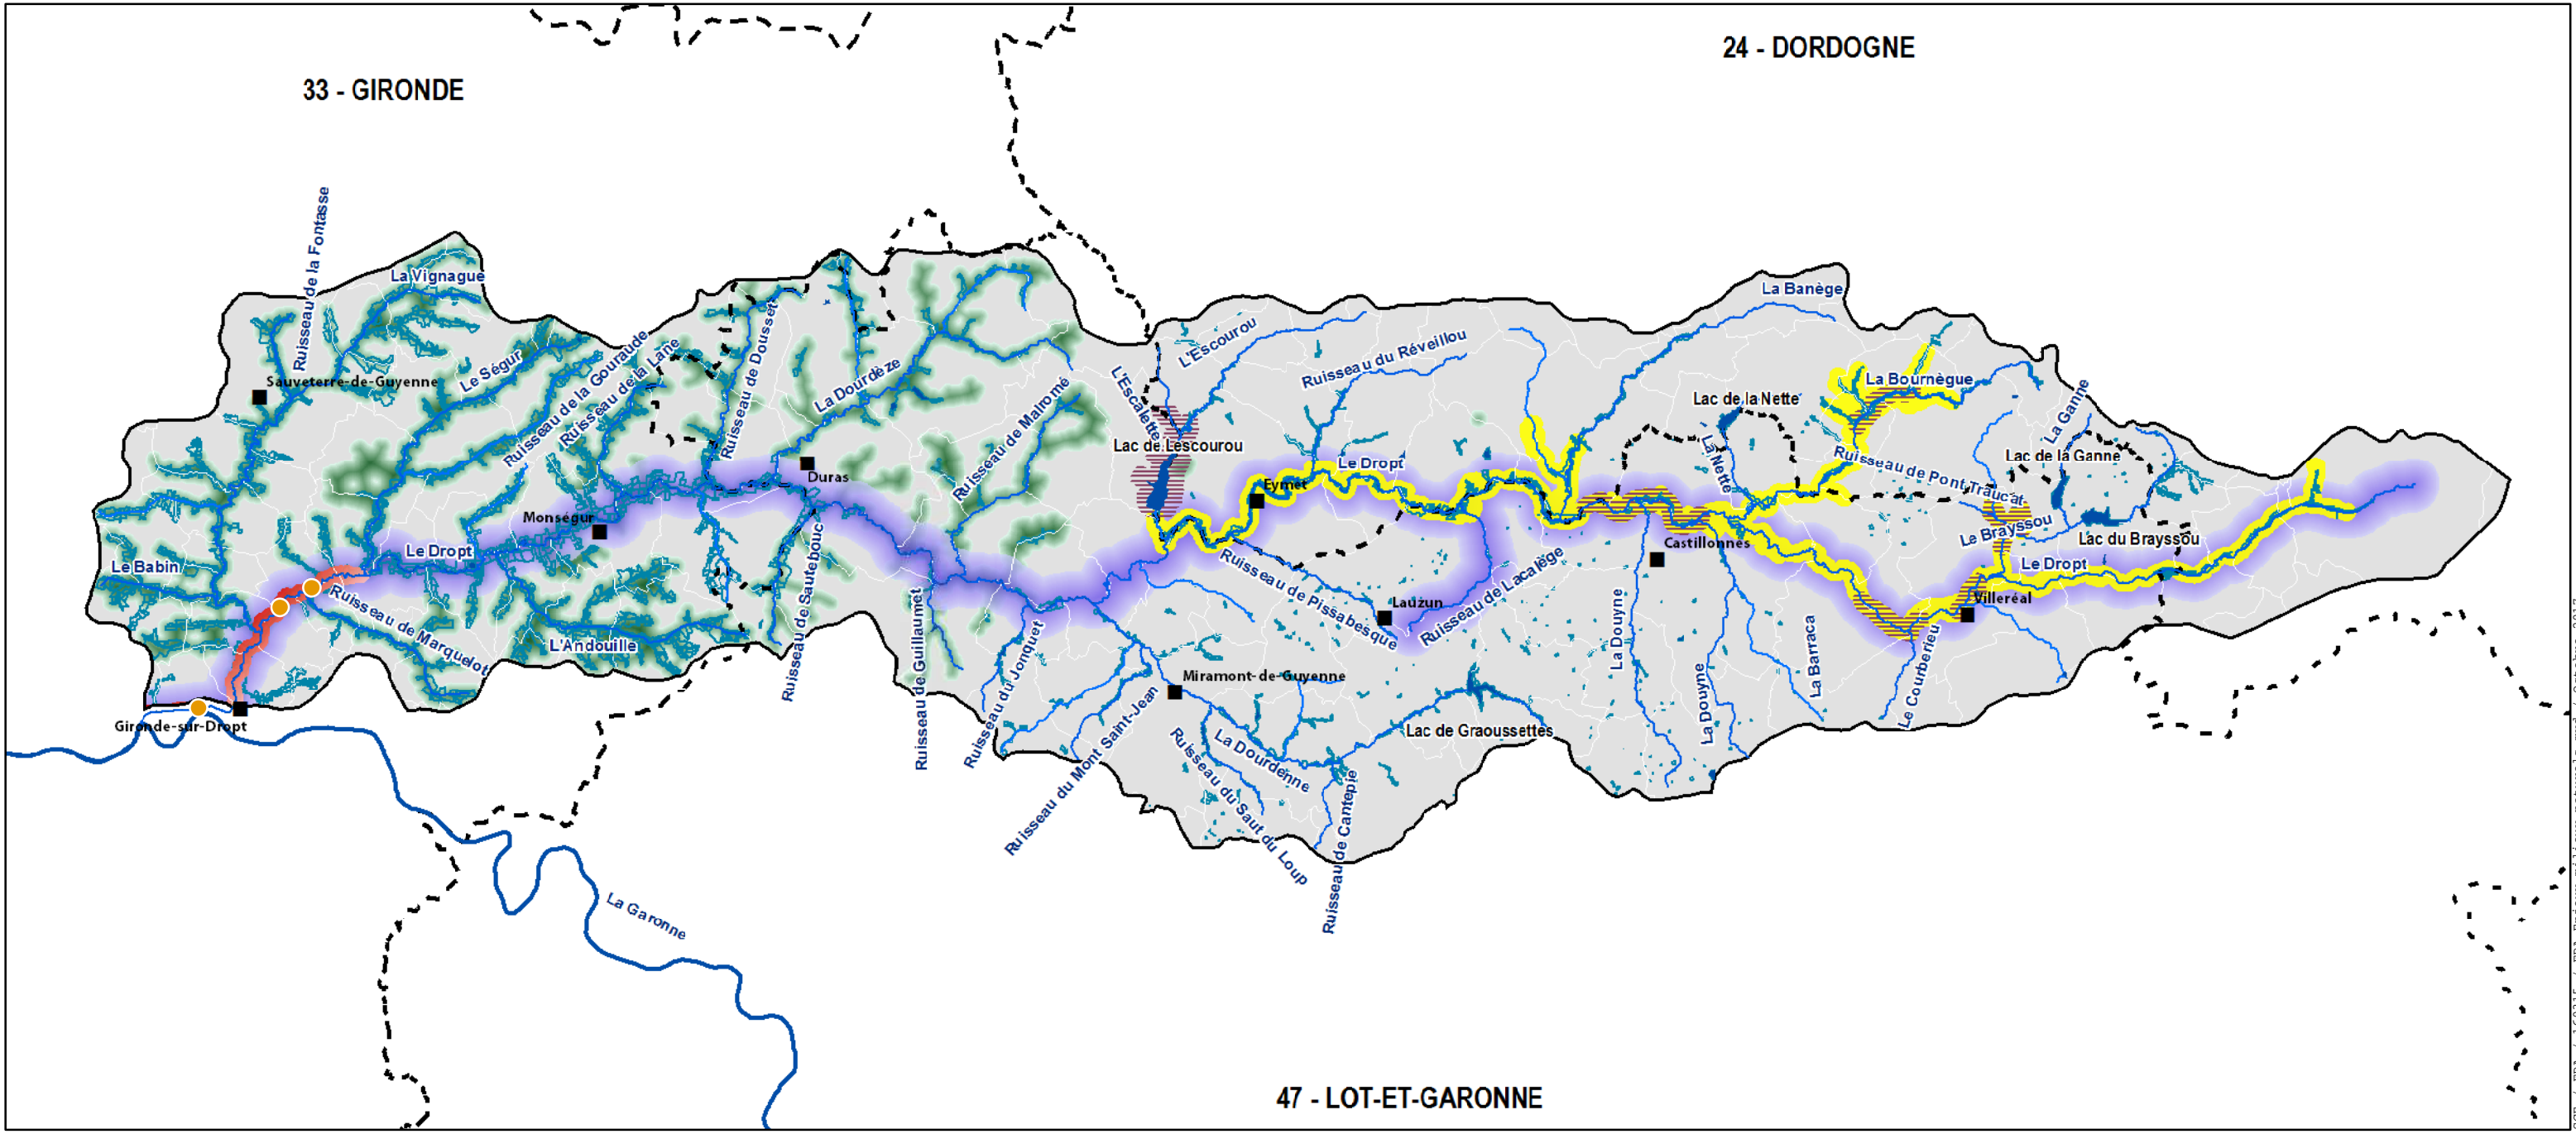 24 - DORDOGNE
33 - GIRONDE
Ruisseau de la Fontasse
La Vignague
La Banège
Ruisseau de Dousset
L'Escourou
Ruisseau du Réveillou
Le Ségur
Ruisseau de la Gouraude
Ruisseau de la Lane
La Dourdèze
L'Escalette
Sauveterre-de-Guyenne
La Bournègue
Lac de la Nette
La Ganne
Ruisseau de Malromé
Lac de Lescourou
La Nette
Lac de la Ganne
Le Dropt
Ruisseau de Pont Traucat
Duras
Eymet
Monségur
Le Brayssou
Lac du Brayssou
Castillonnès
Le Dropt
Le Babin
Le Dropt
Ruisseau de Sautebouc
Ruisseau de Pissabesque
Ruisseau de Lacalège
Lauzun
Villeréal
Ruisseau de Marquelot
L'Andouille
Ruisseau de Guillaumet
Ruisseau du Jonquet
La Douyne
La Douyne
La Barraca
Le Courberieu
Miramont-de-Guyenne
Gironde-sur-Dropt
Ruisseau du Mont Saint-Jean
Ruisseau du Saut du Loup
La Dourdenne
Lac de Graoussettes
Ruisseau de Cantepie
La Garonne
47 - LOT-ET-GARONNE